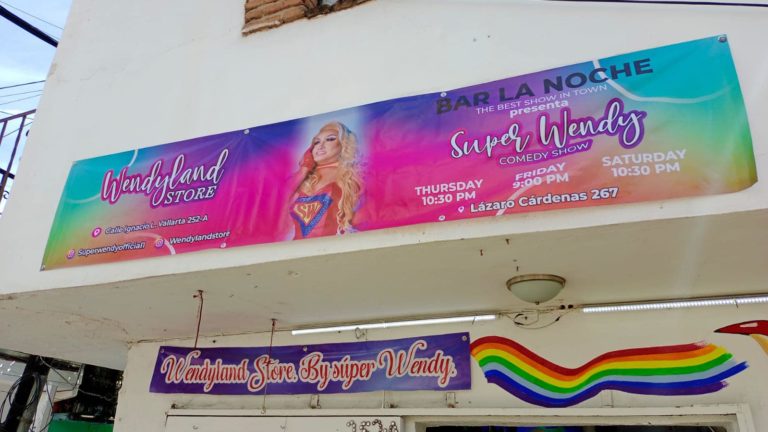 Wendyland
STORE
Calle Ignacio L. Vallarta 252-A
Superwendyofficial1 Wendylandstore
BAR LA NOCHE
THE BEST SHOW IN TOWN
presenta
Super Wendy
COMEDY SHOW
THURSDAY
10:30 PM
FRIDAY
9:00 PM
SATURDAY
10:30 PM
Lázaro Cárdenas 267
Wendyland Store. By súper Wendy.